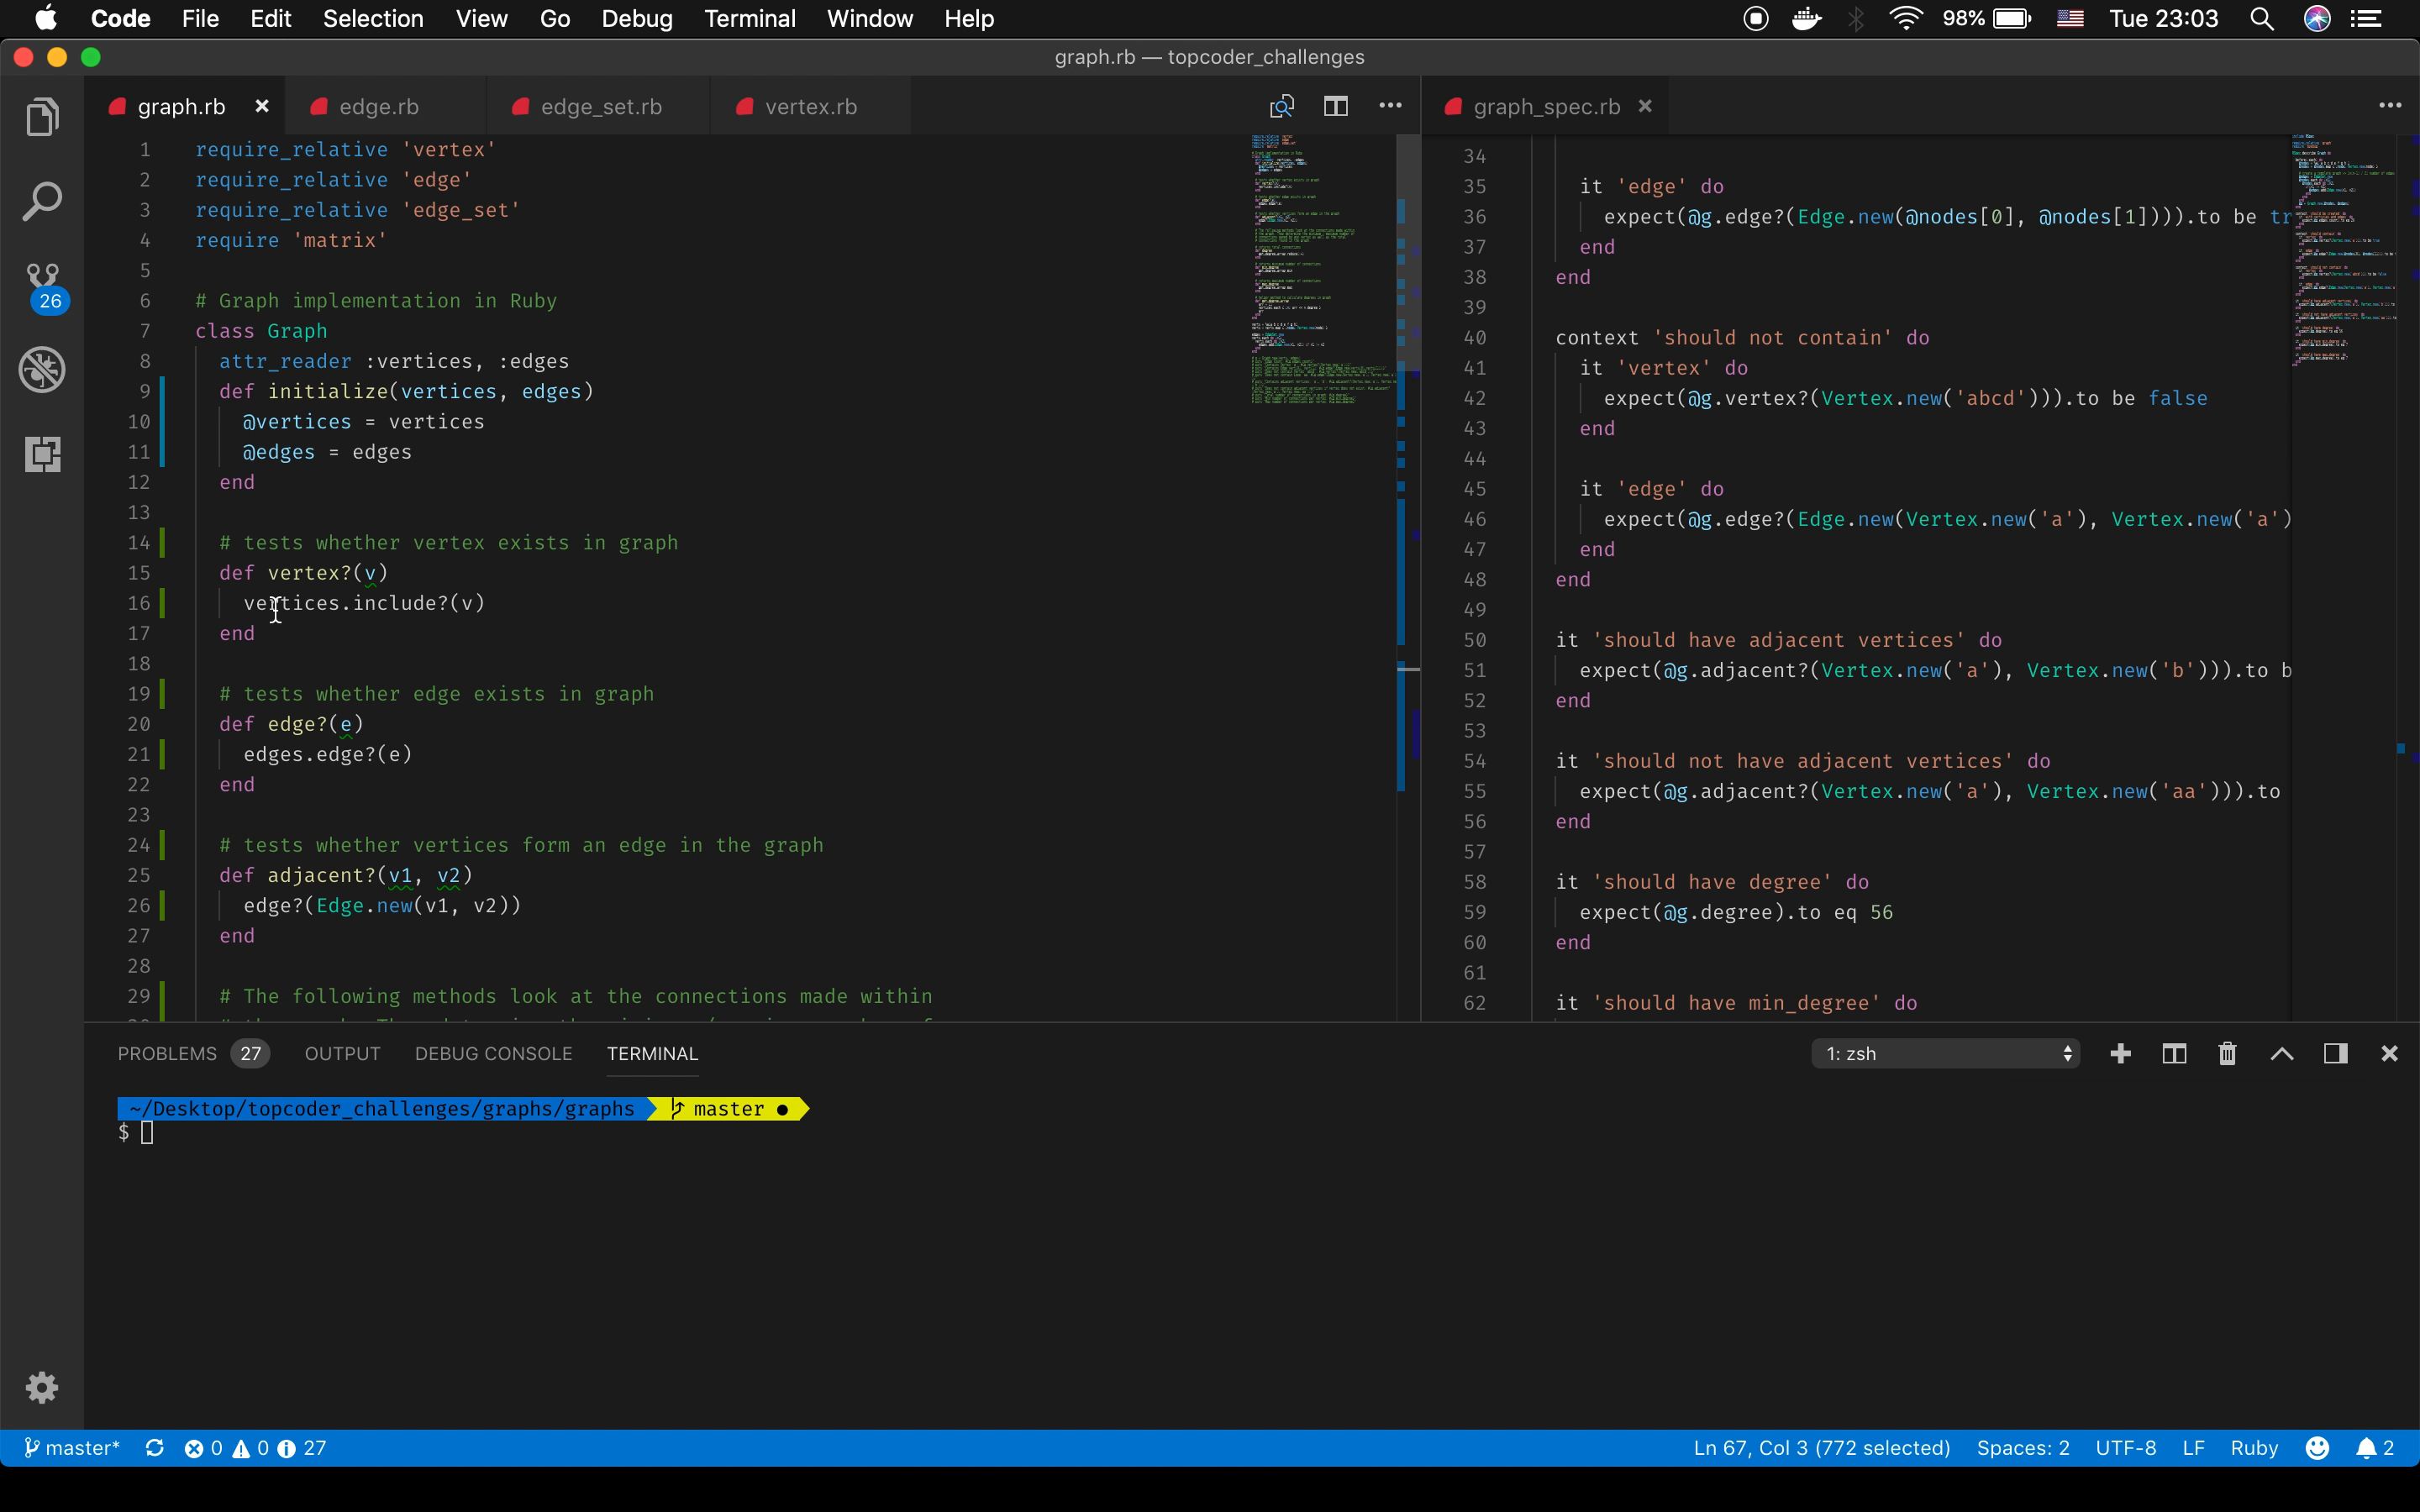 Code File Edit Selection View Go Debug Terminal Window Help 98% Tue 23:03
graph.rb — topcoder_challenges
graph.rb edge.rb edge_set.rb vertex.rb
1 require_relative 'vertex'
2 require_relative 'edge'
3 require_relative 'edge_set'
4 require 'matrix'
5
6 # Graph implementation in Ruby
7 class Graph
8 attr_reader :vertices, :edges
9 def initialize(vertices, edges)
10 @vertices = vertices
11 @edges = edges
12 end
13
14 # tests whether vertex exists in graph
15 def vertex?(v)
16 vertices.include?(v)
17 end
18
19 # tests whether edge exists in graph
20 def edge?(e)
21 edges.edge?(e)
22 end
23
24 # tests whether vertices form an edge in the graph
25 def adjacent?(v1, v2)
26 edge?(Edge.new(v1, v2))
27 end
28
29 # The following methods look at the connections made within
graph_spec.rb
34
35 it 'edge' do
36 expect(@g.edge?(Edge.new(@nodes[0], @nodes[1]))).to be tr
37 end
38 end
39
40 context 'should not contain' do
41 it 'vertex' do
42 expect(@g.vertex?(Vertex.new('abcd'))).to be false
43 end
44
45 it 'edge' do
46 expect(@g.edge?(Edge.new(Vertex.new('a'), Vertex.new('a')
47 end
48 end
49
50 it 'should have adjacent vertices' do
51 expect(@g.adjacent?(Vertex.new('a'), Vertex.new('b'))).to b
52 end
53
54 it 'should not have adjacent vertices' do
55 expect(@g.adjacent?(Vertex.new('a'), Vertex.new('aa'))).to
56 end
57
58 it 'should have degree' do
59 expect(@g.degree).to eq 56
60 end
61
62 it 'should have min_degree' do
26
PROBLEMS 27 OUTPUT DEBUG CONSOLE TERMINAL 1: zsh
~/Desktop/topcoder_challenges/graphs/graphs master ●
$
master* 0 0 27 Ln 67, Col 3 (772 selected) Spaces: 2 UTF-8 LF Ruby 2